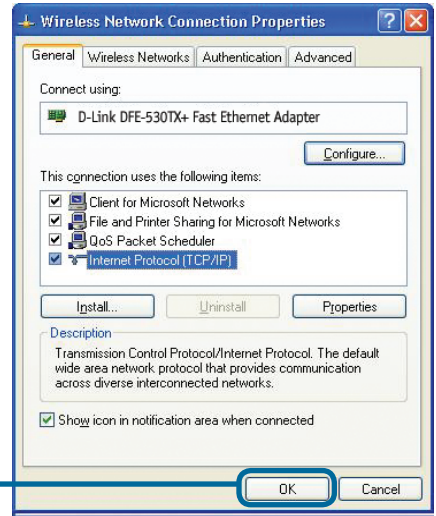 Wireless Network Connection Properties
General Wireless Networks Authentication Advanced
Connect using:
D-Link DFE-530TX+ Fast Ethernet Adapter
Configure...
This connection uses the following items:
Client for Microsoft Networks
File and Printer Sharing for Microsoft Networks
QoS Packet Scheduler
Internet Protocol (TCP/IP)
Install... Uninstall Properties
Description
Transmission Control Protocol/Internet Protocol. The default
wide area network protocol that provides communication
across diverse interconnected networks.
Show icon in notification area when connected
OK Cancel